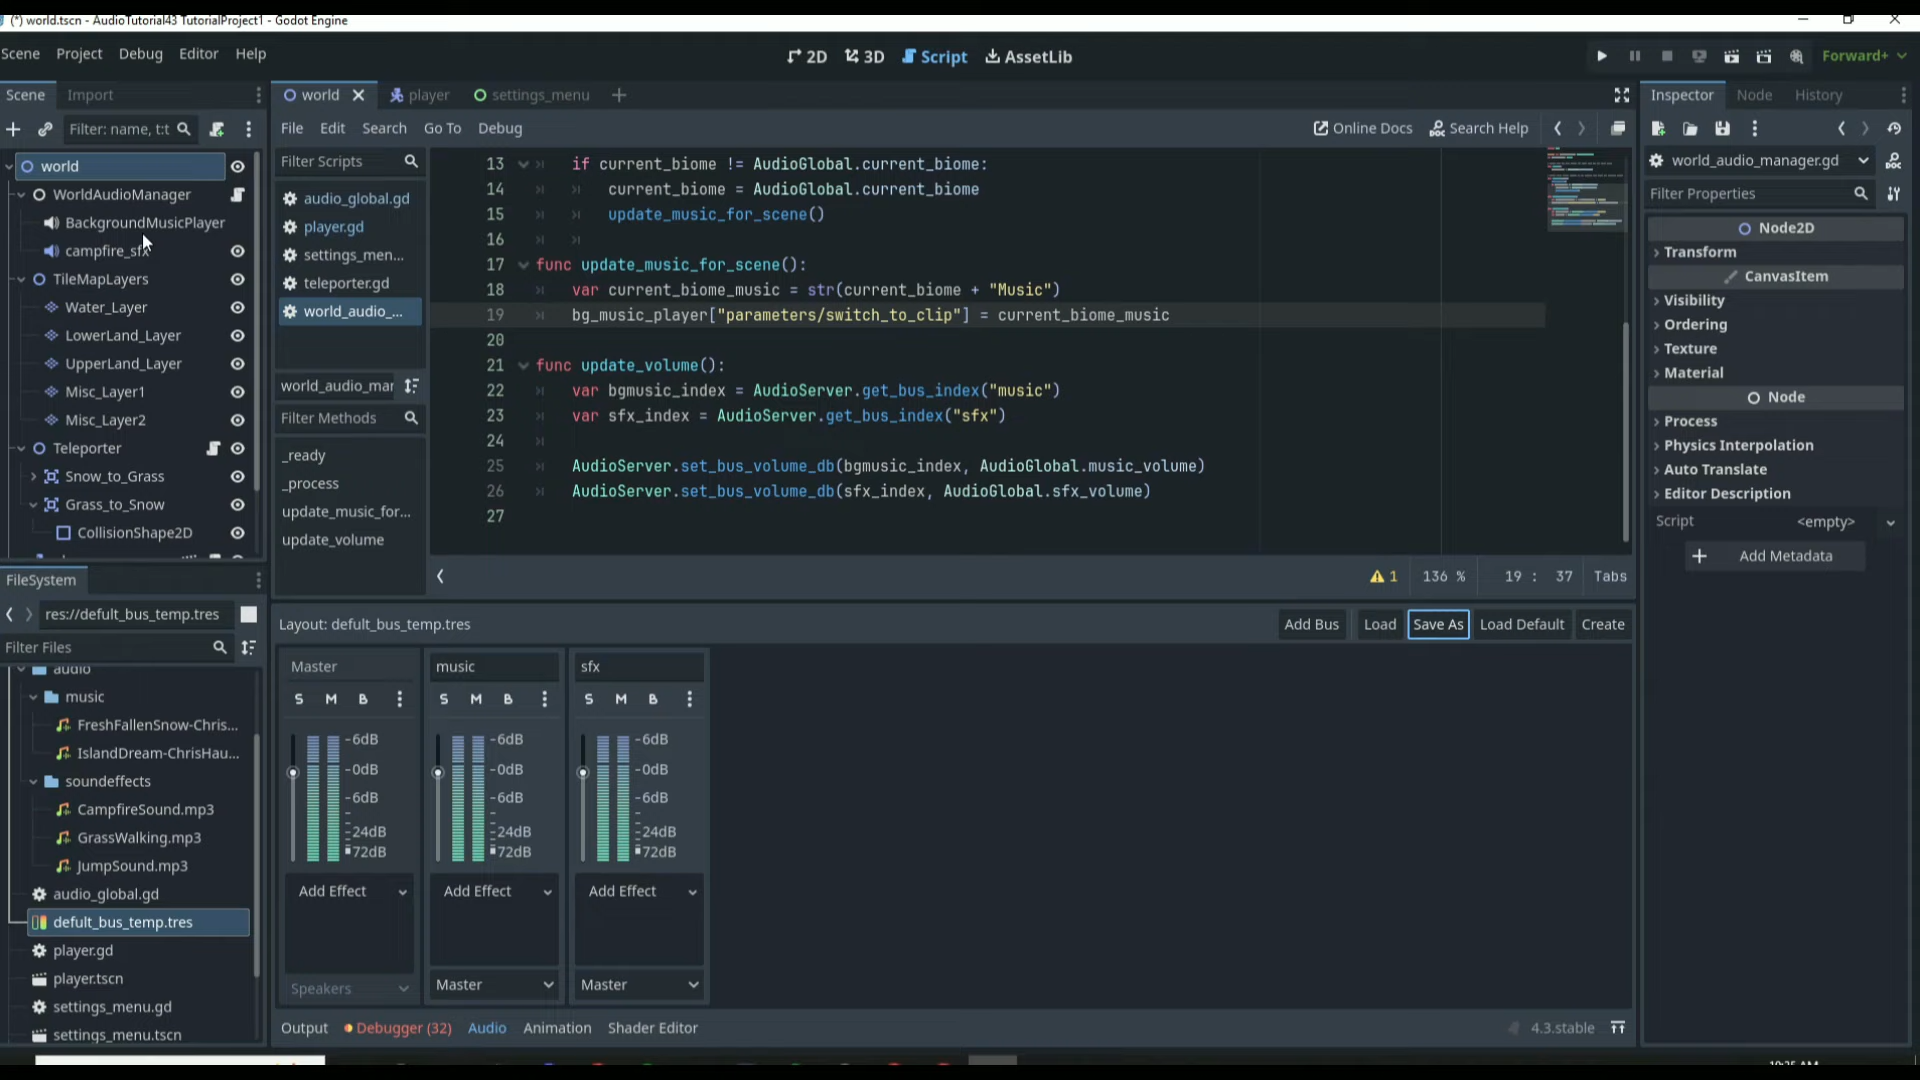 (*) world.tscn - AudioTutorial43 TutorialProject1 - Godot Engine
Scene Project Debug Editor Help
2D 3D Script AssetLib
Forward+
Scene Import
world player settings_menu
Inspector Node History
Filter: name, t:t
File Edit Search Go To Debug
Online Docs Search Help
world
WorldAudioManager
BackgroundMusicPlayer
campfire_sfx
TileMapLayers
Water_Layer
LowerLand_Layer
UpperLand_Layer
Misc_Layer1
Misc_Layer2
Teleporter
Snow_to_Grass
Grass_to_Snow
CollisionShape2D
Filter Scripts
audio_global.gd
player.gd
settings_men...
teleporter.gd
world_audio_...
world_audio_mar
Filter Methods
_ready
_process
update_music_for...
update_volume
13 if current_biome != AudioGlobal.current_biome:
14 current_biome = AudioGlobal.current_biome
15 update_music_for_scene()
16
17 func update_music_for_scene():
18 var current_biome_music = str(current_biome + "Music")
19 bg_music_player["parameters/switch_to_clip"] = current_biome_music
20
21 func update_volume():
22 var bgmusic_index = AudioServer.get_bus_index("music")
23 var sfx_index = AudioServer.get_bus_index("sfx")
24
25 AudioServer.set_bus_volume_db(bgmusic_index, AudioGlobal.music_volume)
26 AudioServer.set_bus_volume_db(sfx_index, AudioGlobal.sfx_volume)
27
1 136 % 19 : 37 Tabs
world_audio_manager.gd
Filter Properties
Node2D
Transform
CanvasItem
Visibility
Ordering
Texture
Material
Node
Process
Physics Interpolation
Auto Translate
Editor Description
Script <empty>
Add Metadata
FileSystem
res://defult_bus_temp.tres
Filter Files
audio
music
FreshFallenSnow-Chris...
IslandDream-ChrisHau...
soundeffects
CampfireSound.mp3
GrassWalking.mp3
JumpSound.mp3
audio_global.gd
defult_bus_temp.tres
player.gd
player.tscn
settings_menu.gd
settings_menu.tscn
Layout: defult_bus_temp.tres
Add Bus Load Save As Load Default Create
Master music sfx
S M B S M B S M B
-6dB -6dB -6dB
-0dB -0dB -0dB
-6dB -6dB -6dB
-24dB -24dB -24dB
72dB 72dB 72dB
Add Effect Add Effect Add Effect
Speakers Master Master
Output Debugger (32) Audio Animation Shader Editor
4.3.stable